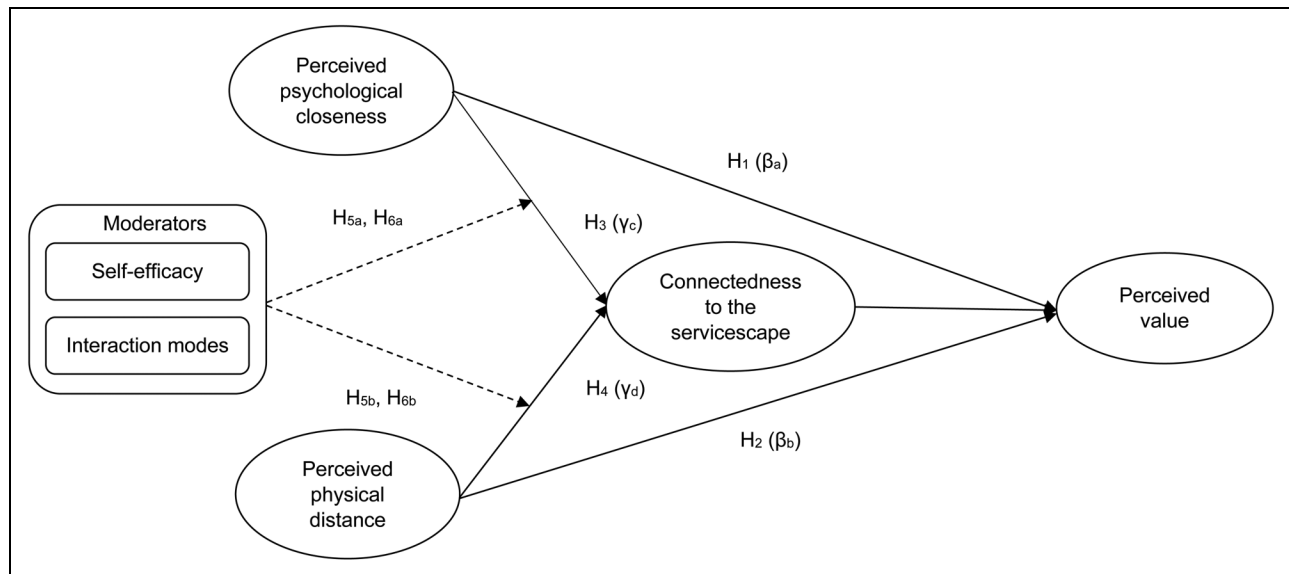 Perceived
psychological
closeness
H₁ (βₐ)
Moderators
Self-efficacy
Interaction modes
H₅ₐ, H₆ₐ
H₃ (γc)
Connectedness
to the
servicescape
Perceived
value
H₅b, H₆b
H₄ (γd)
H₂ (βb)
Perceived
physical
distance